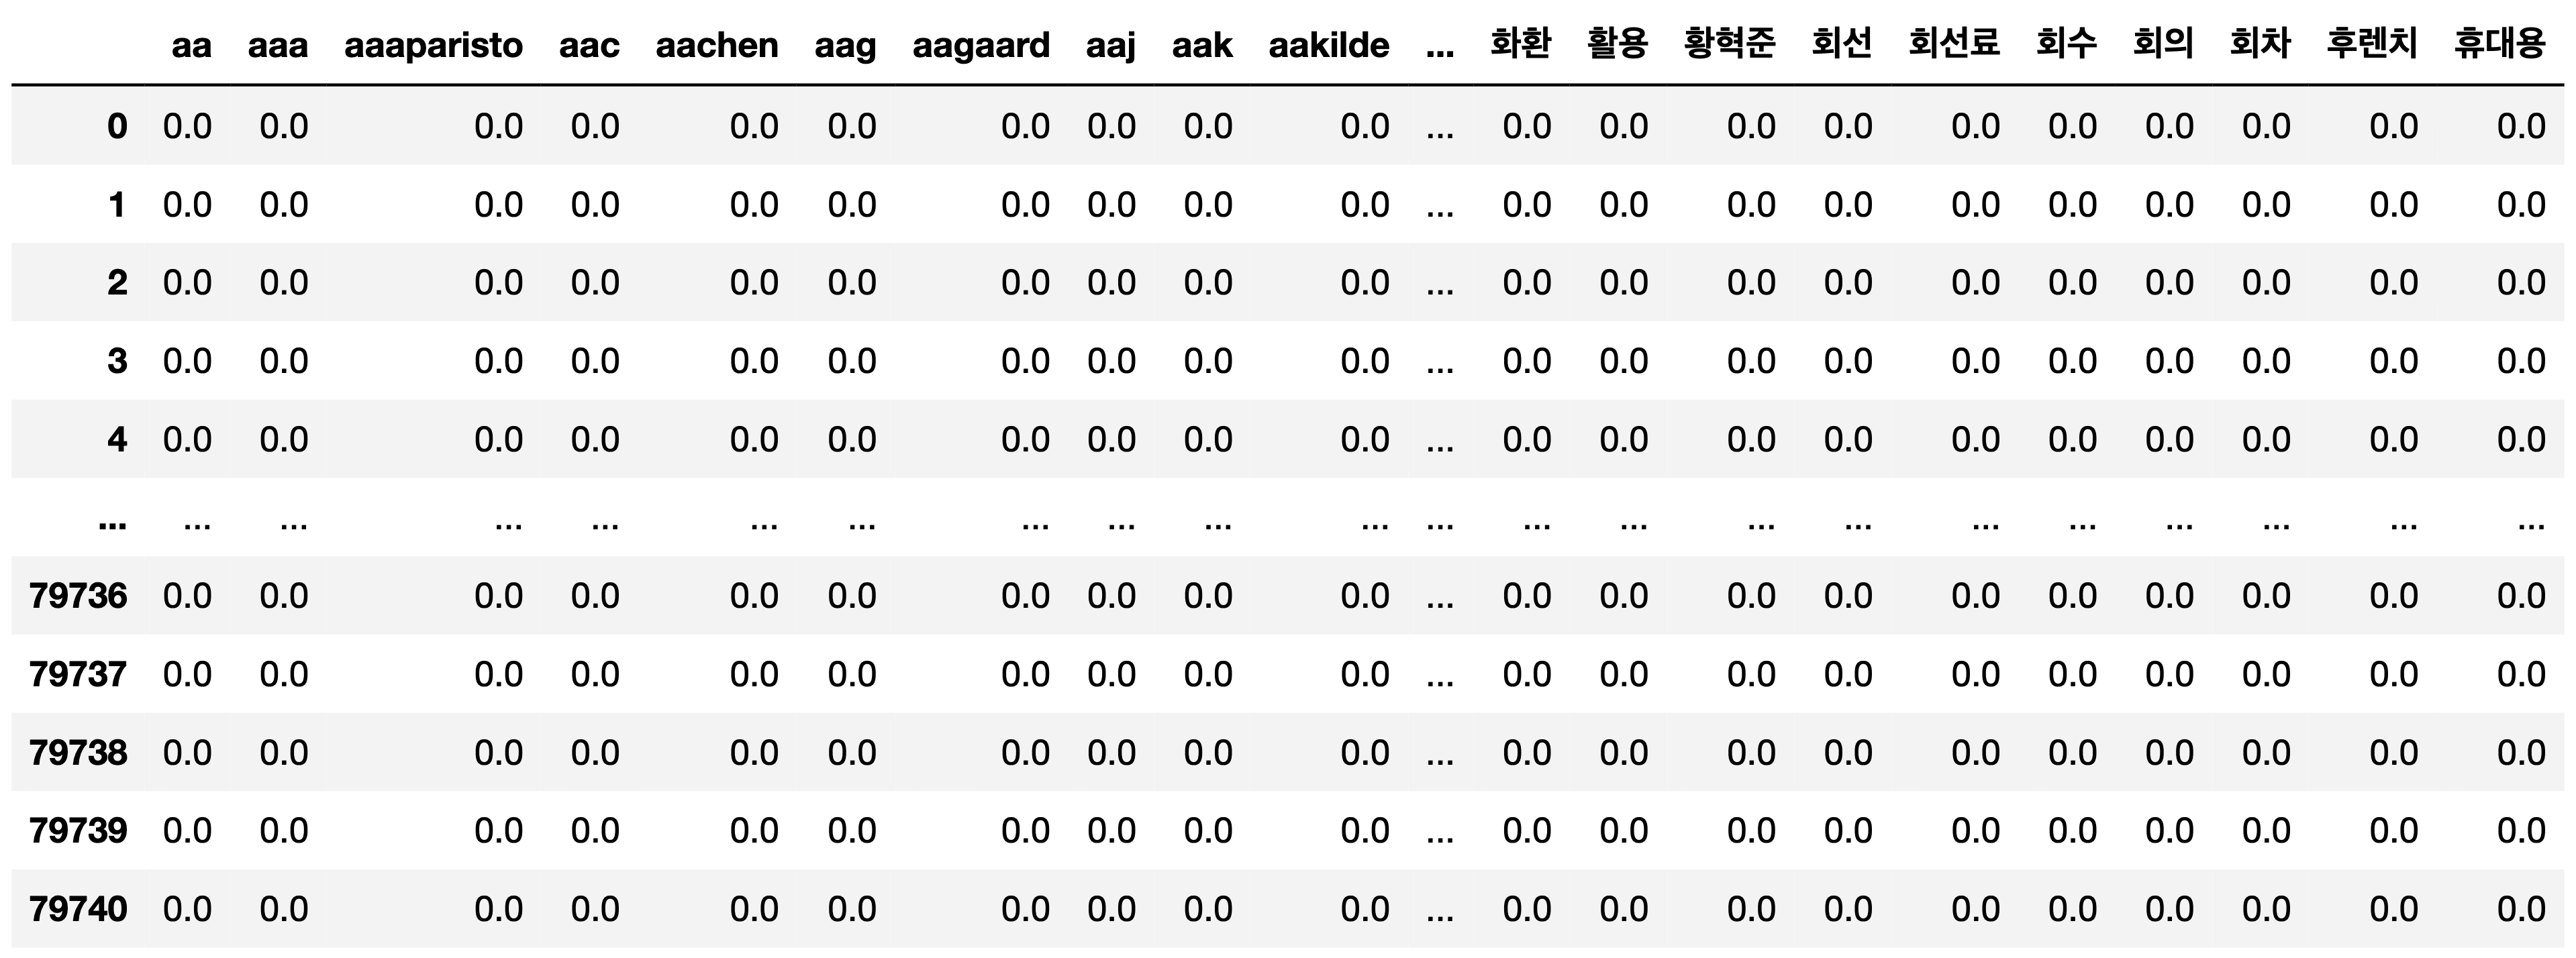 aa aaa aaaparisto aac aachen aag aagaard aaj aak aakilde ... 화환 활용 황혁준 회선 회선료 회수 회의 회차 후렌치 휴대용
0 0.0 0.0 0.0 0.0 0.0 0.0 0.0 0.0 0.0 0.0 ... 0.0 0.0 0.0 0.0 0.0 0.0 0.0 0.0 0.0 0.0
1 0.0 0.0 0.0 0.0 0.0 0.0 0.0 0.0 0.0 0.0 ... 0.0 0.0 0.0 0.0 0.0 0.0 0.0 0.0 0.0 0.0
2 0.0 0.0 0.0 0.0 0.0 0.0 0.0 0.0 0.0 0.0 ... 0.0 0.0 0.0 0.0 0.0 0.0 0.0 0.0 0.0 0.0
3 0.0 0.0 0.0 0.0 0.0 0.0 0.0 0.0 0.0 0.0 ... 0.0 0.0 0.0 0.0 0.0 0.0 0.0 0.0 0.0 0.0
4 0.0 0.0 0.0 0.0 0.0 0.0 0.0 0.0 0.0 0.0 ... 0.0 0.0 0.0 0.0 0.0 0.0 0.0 0.0 0.0 0.0
... ... ... ... ... ... ... ... ... ... ... ... ... ... ... ... ... ... ... ... ... ...
79736 0.0 0.0 0.0 0.0 0.0 0.0 0.0 0.0 0.0 0.0 ... 0.0 0.0 0.0 0.0 0.0 0.0 0.0 0.0 0.0 0.0
79737 0.0 0.0 0.0 0.0 0.0 0.0 0.0 0.0 0.0 0.0 ... 0.0 0.0 0.0 0.0 0.0 0.0 0.0 0.0 0.0 0.0
79738 0.0 0.0 0.0 0.0 0.0 0.0 0.0 0.0 0.0 0.0 ... 0.0 0.0 0.0 0.0 0.0 0.0 0.0 0.0 0.0 0.0
79739 0.0 0.0 0.0 0.0 0.0 0.0 0.0 0.0 0.0 0.0 ... 0.0 0.0 0.0 0.0 0.0 0.0 0.0 0.0 0.0 0.0
79740 0.0 0.0 0.0 0.0 0.0 0.0 0.0 0.0 0.0 0.0 ... 0.0 0.0 0.0 0.0 0.0 0.0 0.0 0.0 0.0 0.0